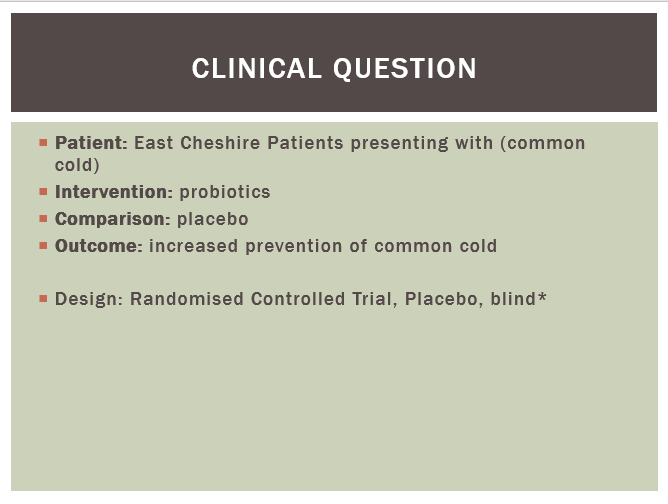 CLINICAL QUESTION
Patient: East Cheshire Patients presenting with (common
cold)
Intervention: probiotics
Comparison: placebo
Outcome: increased prevention of common cold
Design: Randomised Controlled Trial, Placebo, blind*